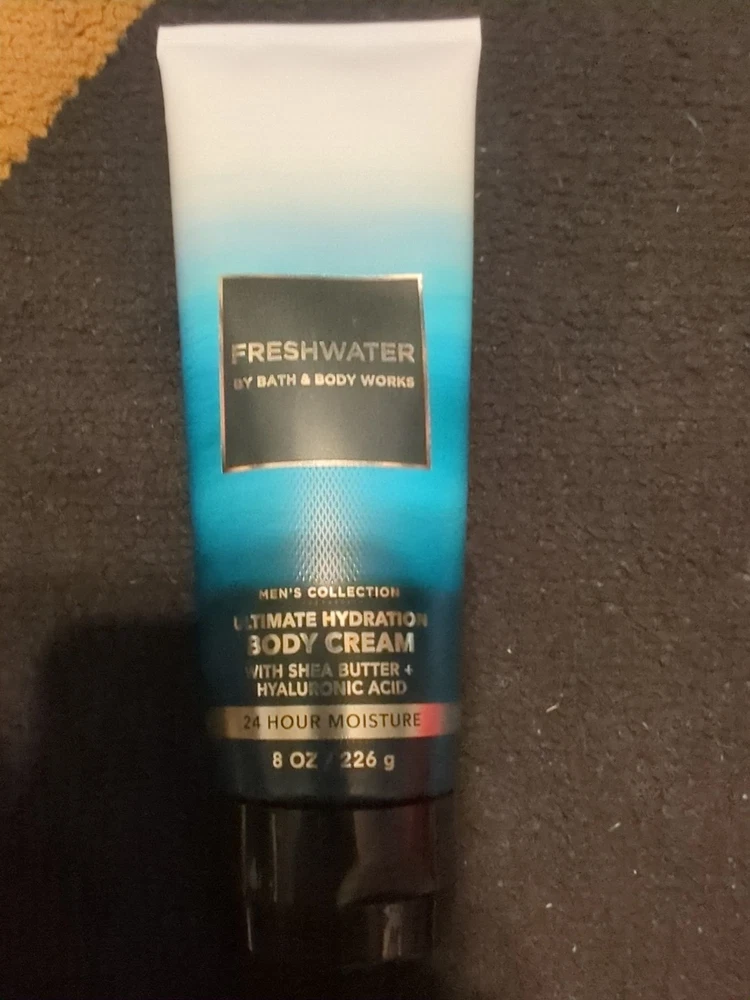 FRESHWATER
BY BATH & BODY WORKS
MEN'S COLLECTION
ULTIMATE HYDRATION
BODY CREAM
WITH SHEA BUTTER +
HYALURONIC ACID
24 HOUR MOISTURE
8 OZ / 226 g